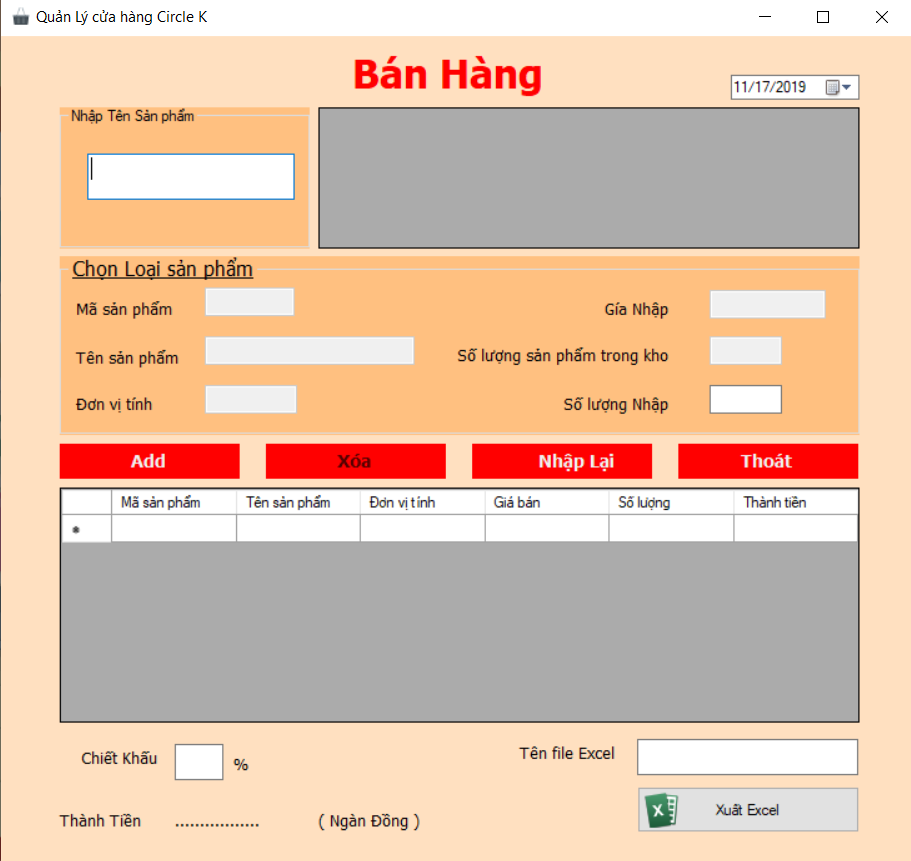 Quản Lý cửa hàng Circle K
Bán Hàng
11/17/2019
Nhập Tên Sản phẩm
Chọn Loại sản phẩm
Mã sản phẩm
Gía Nhập
Tên sản phẩm
Số lượng sản phẩm trong kho
Đơn vị tính
Số lượng Nhập
Add Xóa Nhập Lại Thoát
Mã sản phẩm Tên sản phẩm Đơn vị tính Giá bán Số lượng Thành tiền
Chiết Khấu %
Tên file Excel
Xuất Excel
Thành Tiền ................. ( Ngàn Đồng )